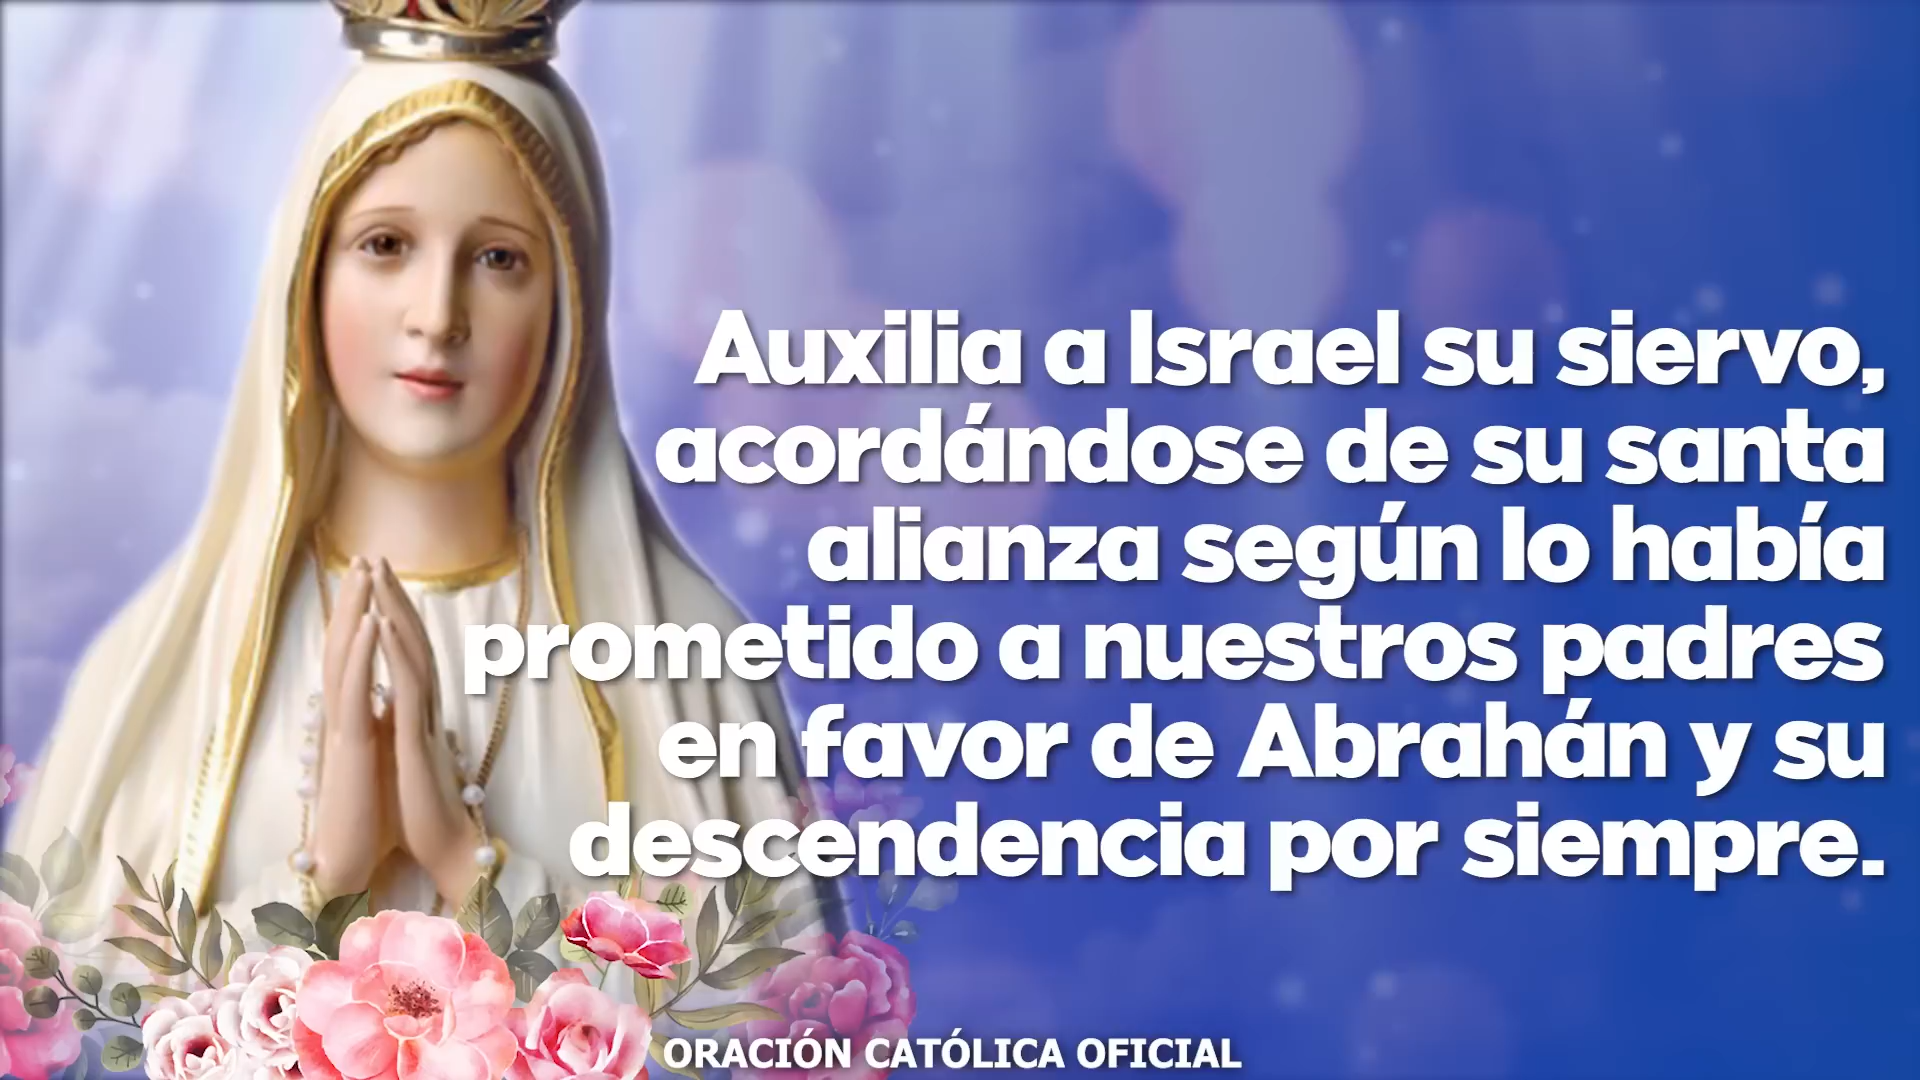 Auxilia a Israel su siervo,
acordándose de su santa
alianza según lo había
prometido a nuestros padres
en favor de Abrahán y su
descendencia por siempre.
ORACIÓN CATÓLICA OFICIAL